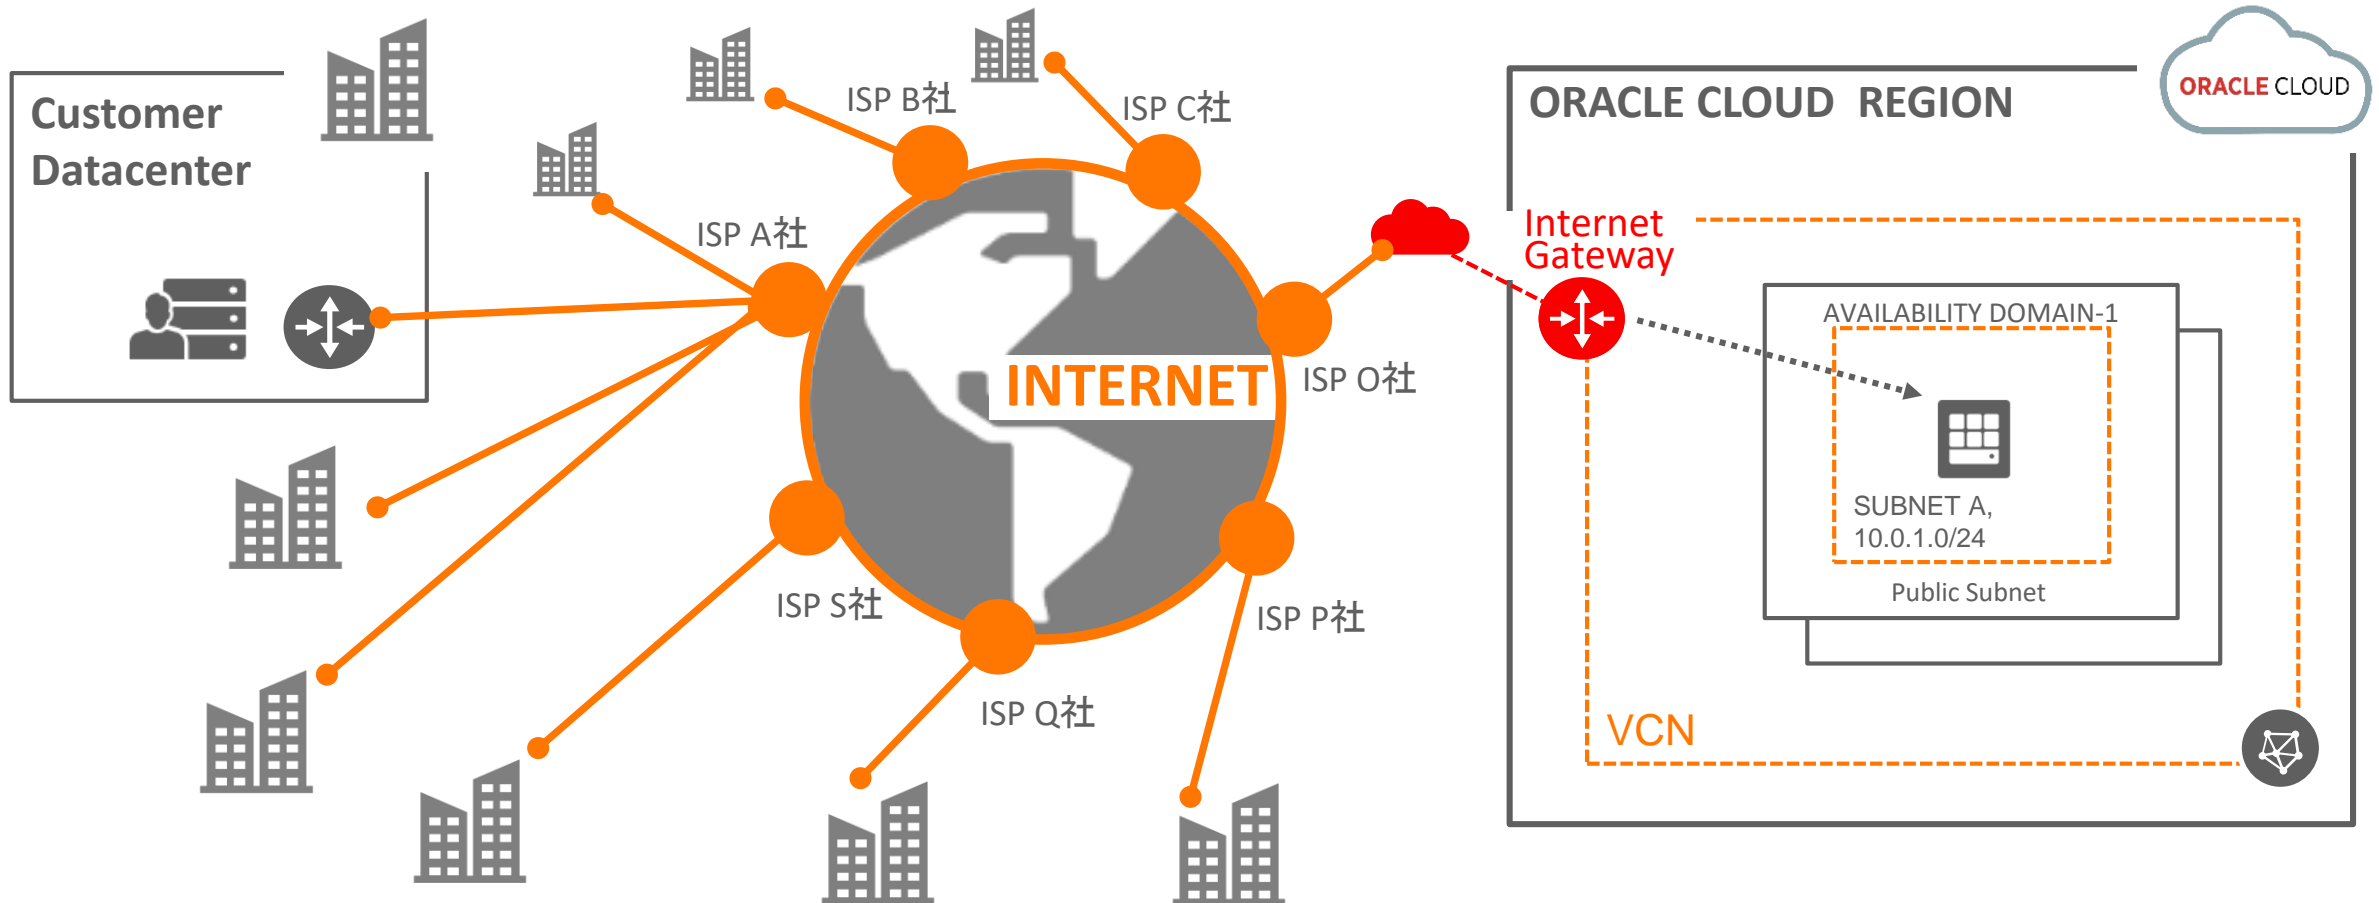 Customer
Datacenter
ISP A社
ISP B社
ISP C社
INTERNET
ISP O社
ISP S社
ISP P社
ISP Q社
ORACLE CLOUD  REGION
ORACLE CLOUD
Internet
Gateway
AVAILABILITY DOMAIN-1
SUBNET A,
10.0.1.0/24
Public Subnet
VCN